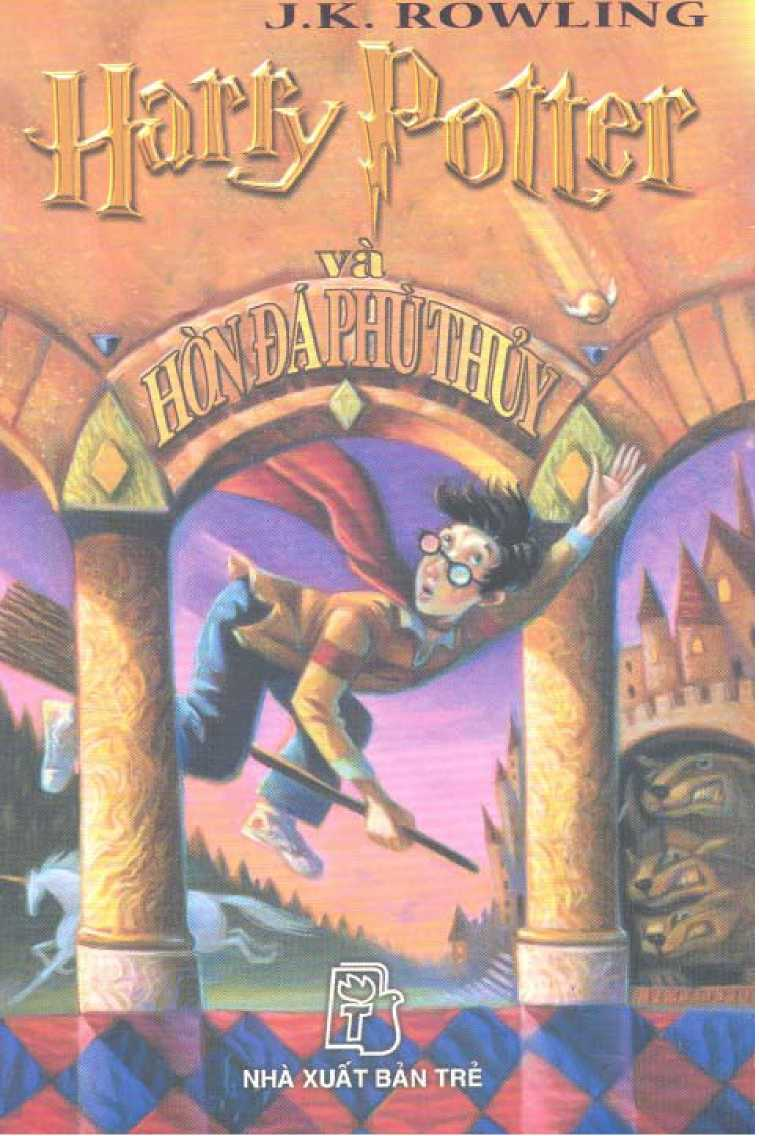 J.K. ROWLING
Harry Potter
và
HÒN ĐÁ PHÙ THỦY
T
NHÀ XUẤT BẢN TRẺ